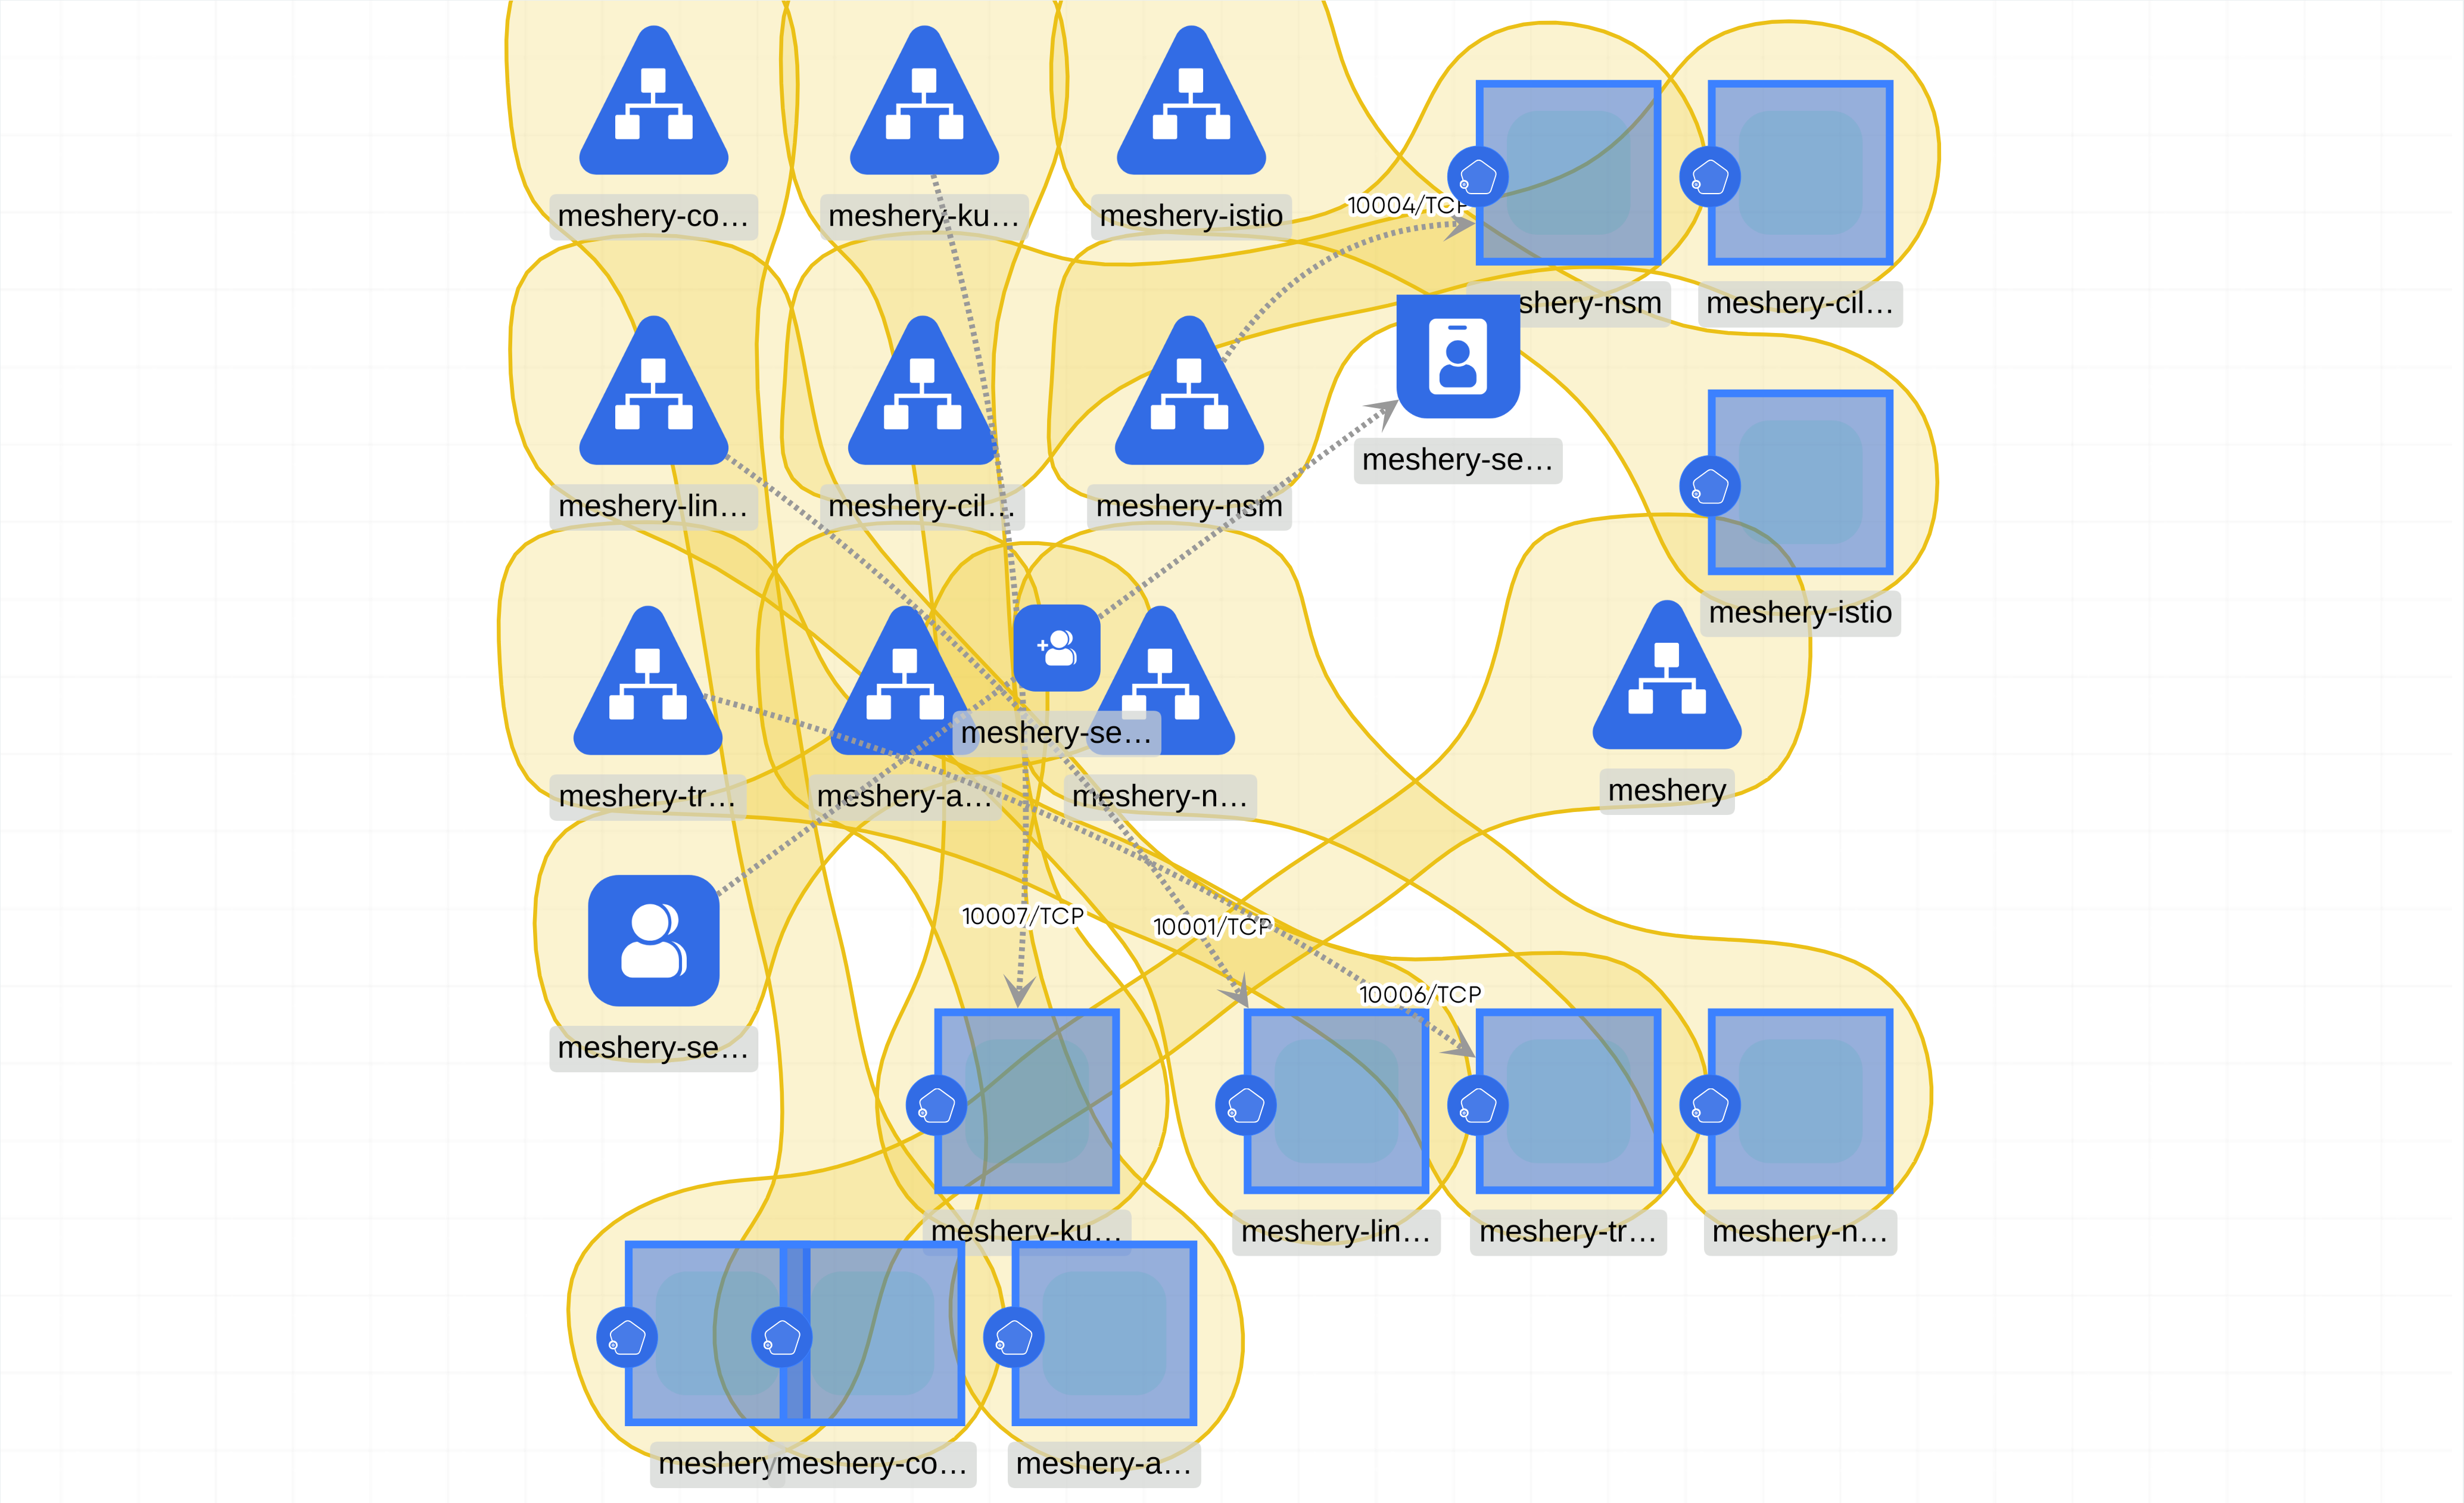 meshery-co…
meshery-ku…
meshery-istio
10004/TCP
shery-nsm
meshery-cil…
meshery-lin…
meshery-cil…
meshery-nsm
meshery-se…
meshery-istio
meshery-tr…
meshery-a…
meshery-se…
meshery-n…
meshery
meshery-se…
10007/TCP
10001/TCP
10006/TCP
meshery-ku…
meshery-lin…
meshery-tr…
meshery-n…
meshery
meshery-co…
meshery-a…